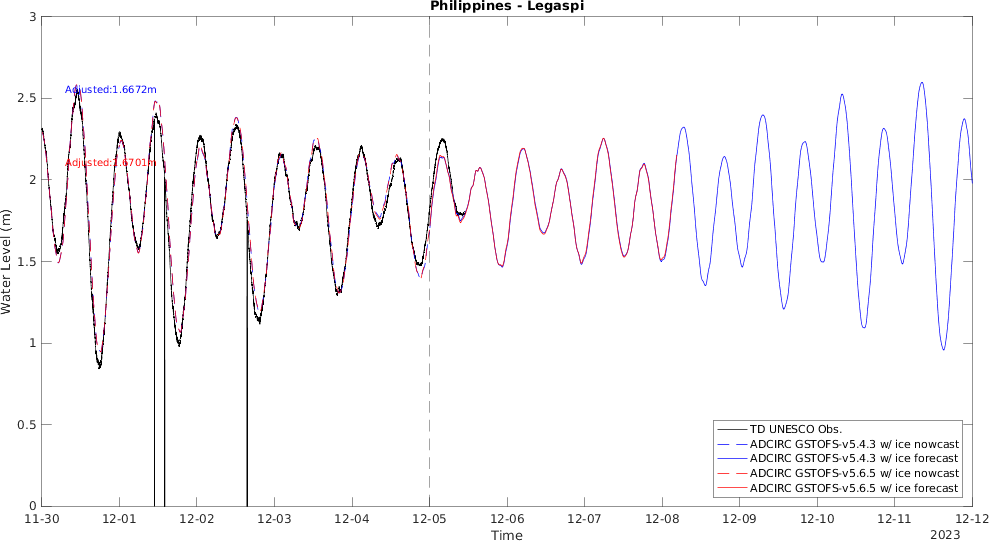 Philippines - Legaspi
3
2.5
2
1.5
1
0.5
0
Water Level (m)
Adjusted:1.6672m
Adjusted:1.6701m
TD UNESCO Obs.
ADCIRC GSTOFS-v5.4.3 w/ ice nowcast
ADCIRC GSTOFS-v5.4.3 w/ ice forecast
ADCIRC GSTOFS-v5.6.5 w/ ice nowcast
ADCIRC GSTOFS-v5.6.5 w/ ice forecast
11-30 12-01 12-02 12-03 12-04 12-05 12-06 12-07 12-08 12-09 12-10 12-11 12-12
Time
2023